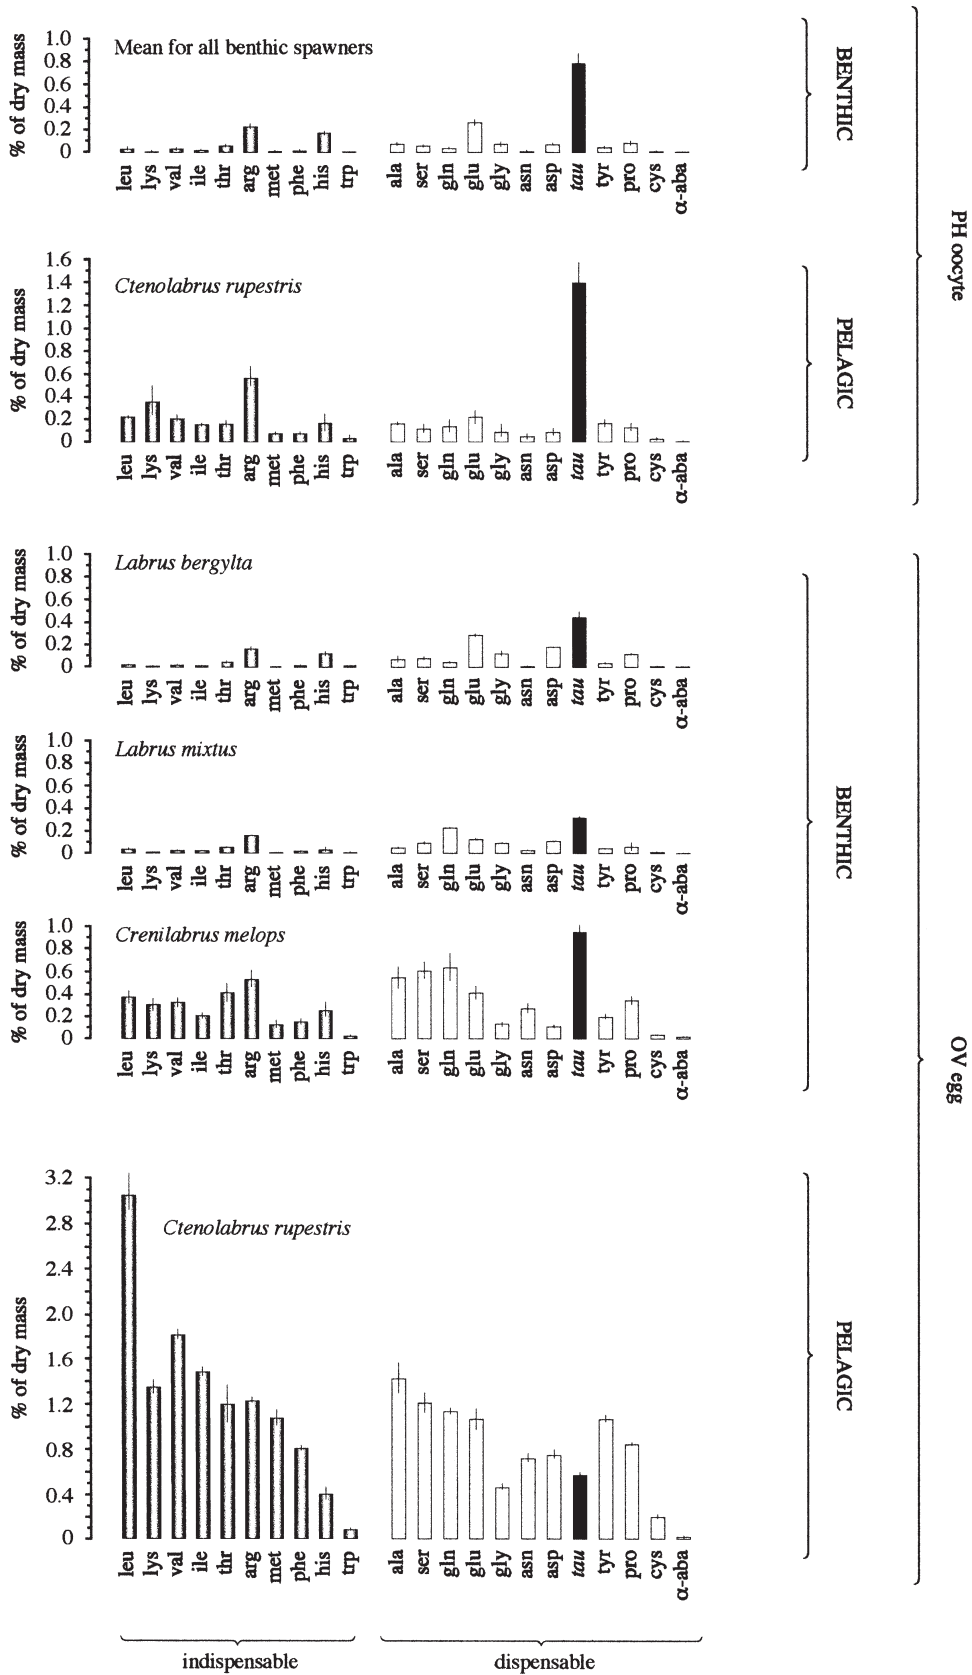 Mean for all benthic spawners
% of dry mass
1.0
0.8
0.6
0.4
0.2
0
leu lys val ile thr arg met phe his trp ala ser gln glu gly asn asp tau tyr pro cys α-aba
BENTHIC
Ctenolabrus rupestris
% of dry mass
1.6
1.4
1.2
1.0
0.8
0.6
0.4
0.2
0
leu lys val ile thr arg met phe his trp ala ser gln glu gly asn asp tau tyr pro cys α-aba
PELAGIC
PH oocyte
Labrus bergylta
% of dry mass
1.0
0.8
0.6
0.4
0.2
0
leu lys val ile thr arg met phe his trp ala ser gln glu gly asn asp tau tyr pro cys α-aba
Labrus mixtus
% of dry mass
1.0
0.8
0.6
0.4
0.2
0
leu lys val ile thr arg met phe his trp ala ser gln glu gly asn asp tau tyr pro cys α-aba
Crenilabrus melops
% of dry mass
1.0
0.8
0.6
0.4
0.2
0
leu lys val ile thr arg met phe his trp ala ser gln glu gly asn asp tau tyr pro cys α-aba
BENTHIC
Ctenolabrus rupestris
% of dry mass
3.2
2.8
2.4
2.0
1.6
1.2
0.8
0.4
0
leu lys val ile thr arg met phe his trp ala ser gln glu gly asn asp tau tyr pro cys α-aba
PELAGIC
OV egg
indispensable
dispensable